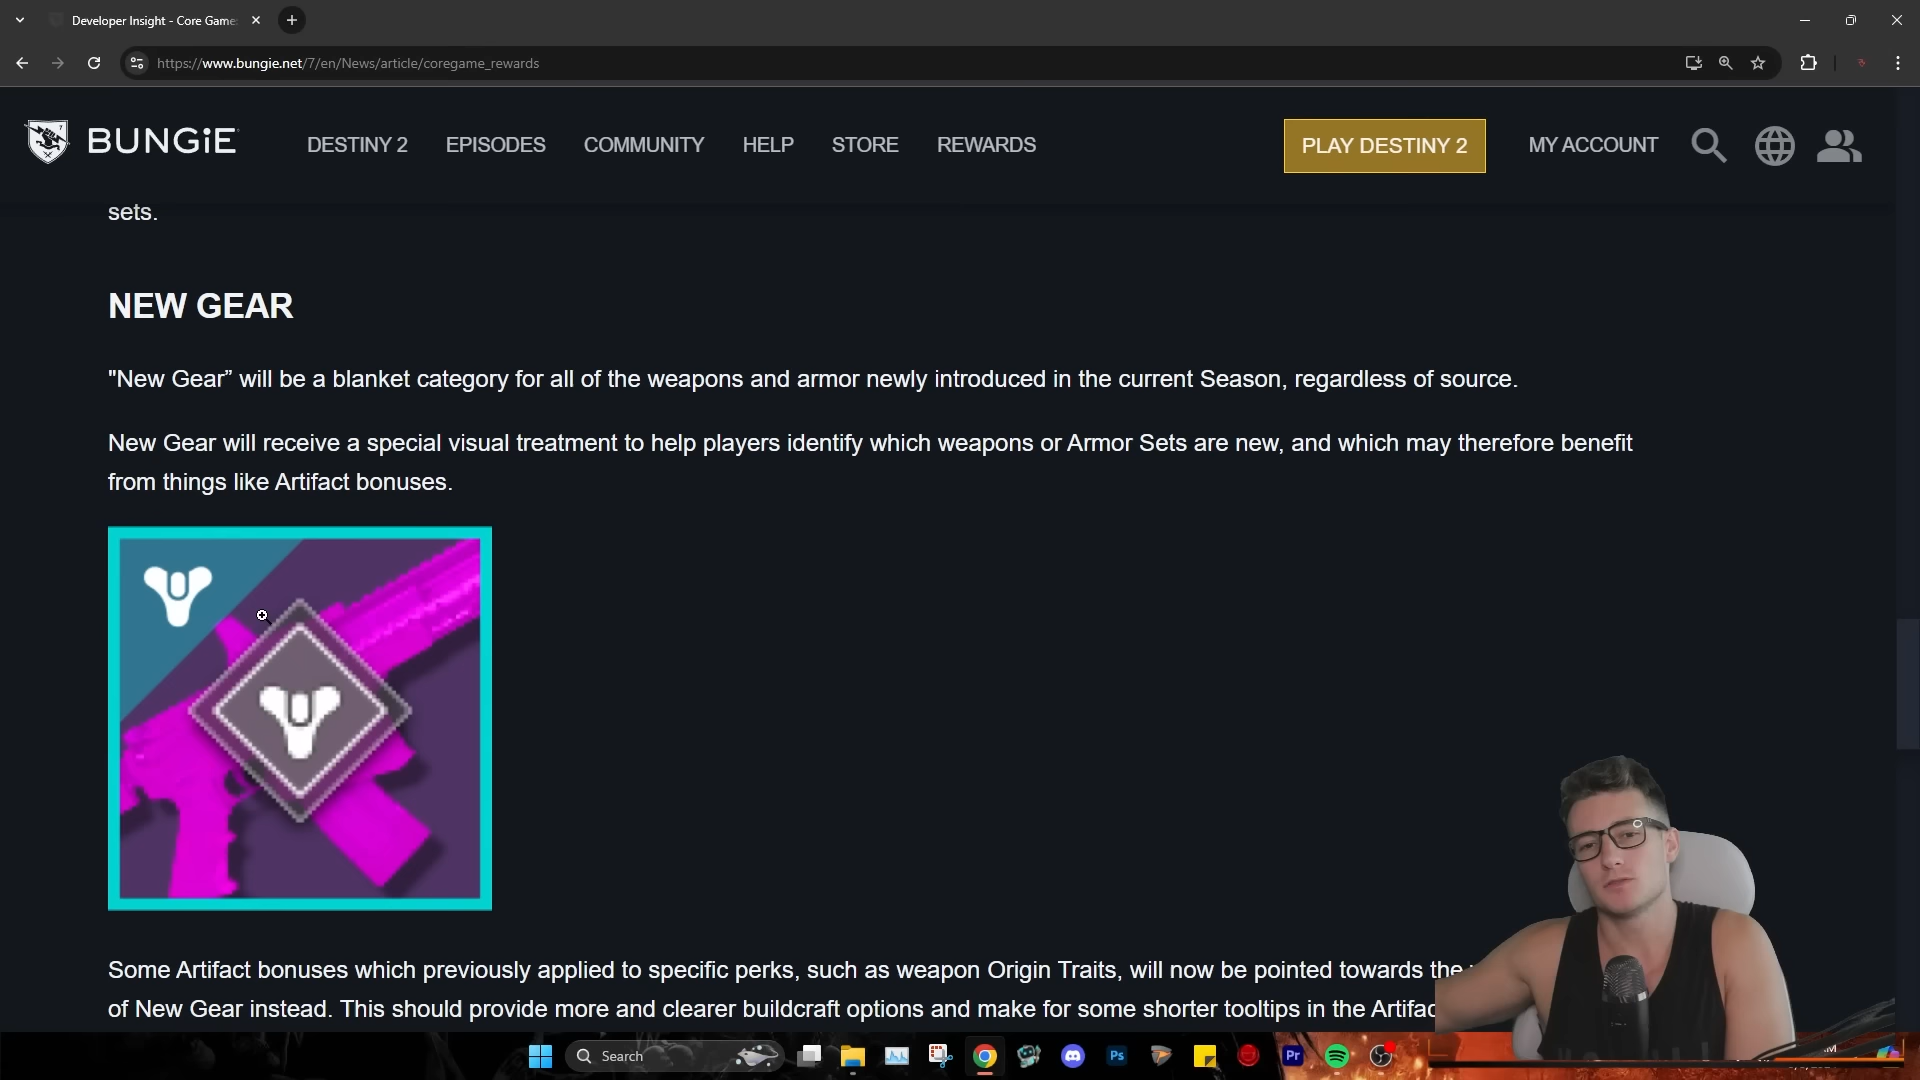 Developer Insight - Core Game
https://www.bungie.net/7/en/News/article/coregame_rewards
BUNGiE
DESTINY 2
EPISODES
COMMUNITY
HELP
STORE
REWARDS
PLAY DESTINY 2
MY ACCOUNT
sets.
NEW GEAR
"New Gear” will be a blanket category for all of the weapons and armor newly introduced in the current Season, regardless of source.
New Gear will receive a special visual treatment to help players identify which weapons or Armor Sets are new, and which may therefore benefit
from things like Artifact bonuses.
Some Artifact bonuses which previously applied to specific perks, such as weapon Origin Traits, will now be pointed towards the
of New Gear instead. This should provide more and clearer buildcraft options and make for some shorter tooltips in the
Search
Ps
Pr